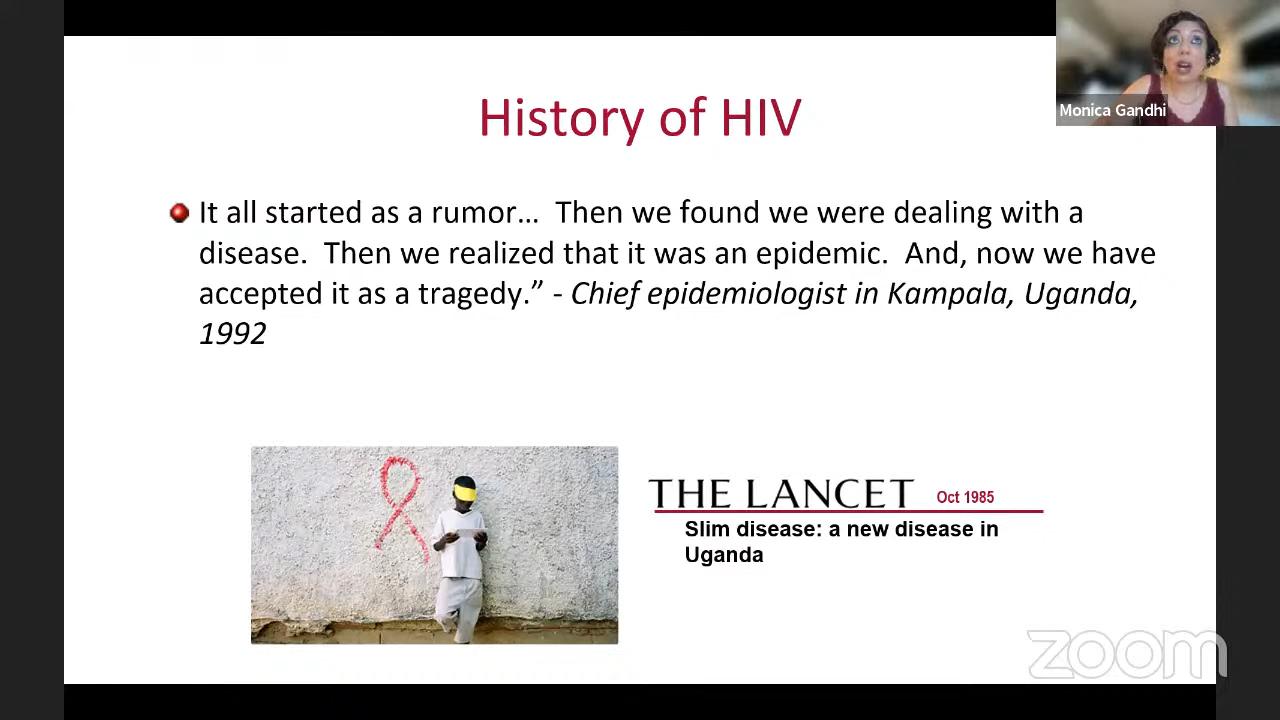 Monica Gandhi
History of HIV
It all started as a rumor… Then we found we were dealing with a
disease. Then we realized that it was an epidemic. And, now we have
accepted it as a tragedy.” - Chief epidemiologist in Kampala, Uganda,
1992
THE LANCET Oct 1985
Slim disease: a new disease in
Uganda
zoom